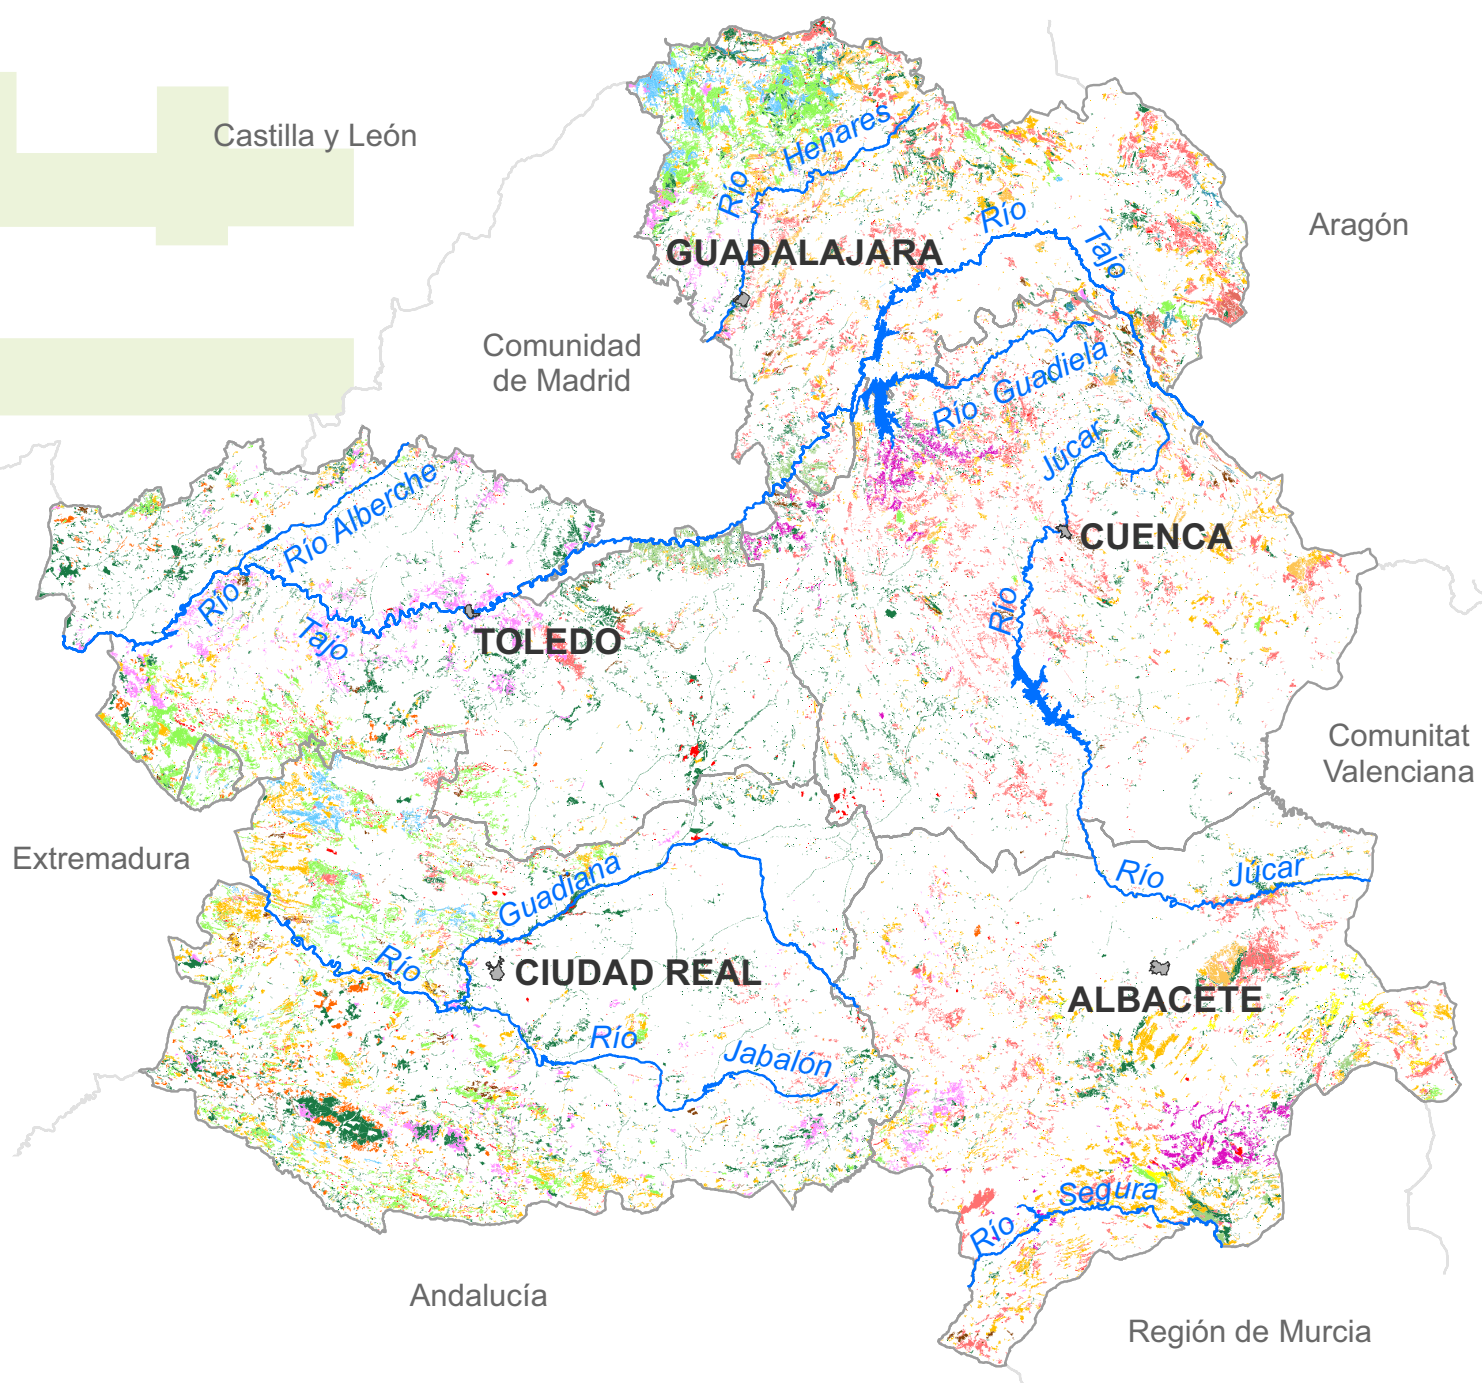 Castilla y León
Río
Henares
Aragón
Río
Tajo
GUADALAJARA
Comunidad
de Madrid
Río Guadiela
Júcar
Río Alberche
CUENCA
Río
Río
Tajo
TOLEDO
Comunitat
Valenciana
Extremadura
Guadiana
Río
Júcar
Río
CIUDAD REAL
ALBACETE
Río
Jabalón
Río
Segura
Andalucía
Región de Murcia